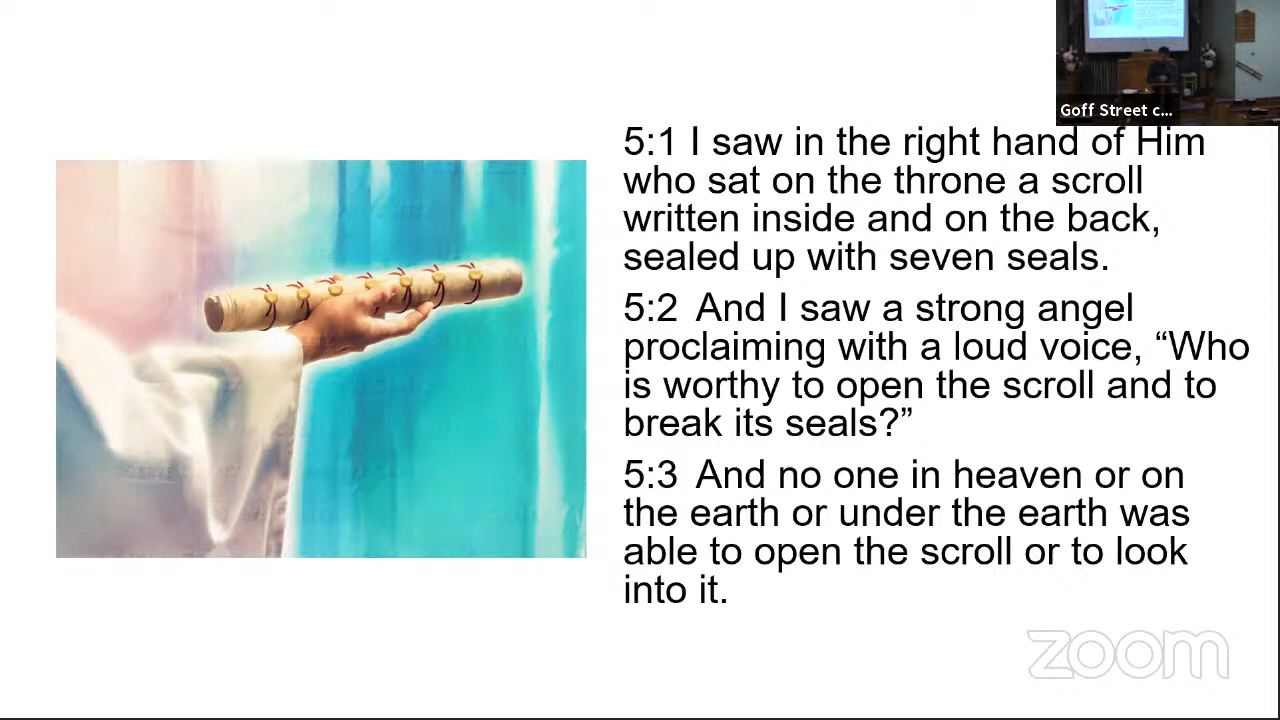 Goff Street c...
5:1 I saw in the right hand of Him
who sat on the throne a scroll
written inside and on the back,
sealed up with seven seals.
5:2 And I saw a strong angel
proclaiming with a loud voice, “Who
is worthy to open the scroll and to
break its seals?”
5:3 And no one in heaven or on
the earth or under the earth was
able to open the scroll or to look
into it.
zoom